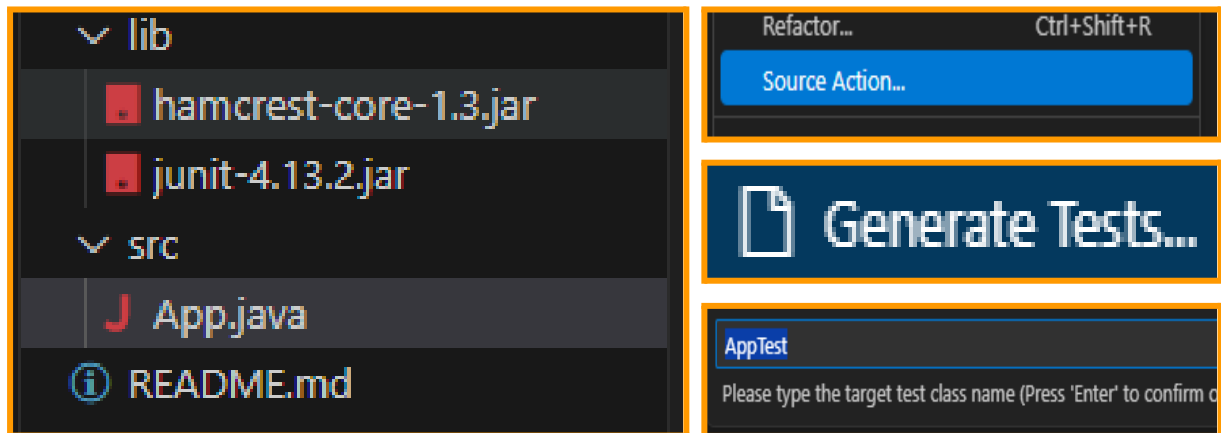 lib
hamcrest-core-1.3.jar
junit-4.13.2.jar
src
App.java
README.md
Refactor... Ctrl+Shift+R
Source Action...
Generate Tests...
AppTest
Please type the target test class name (Press 'Enter' to confirm